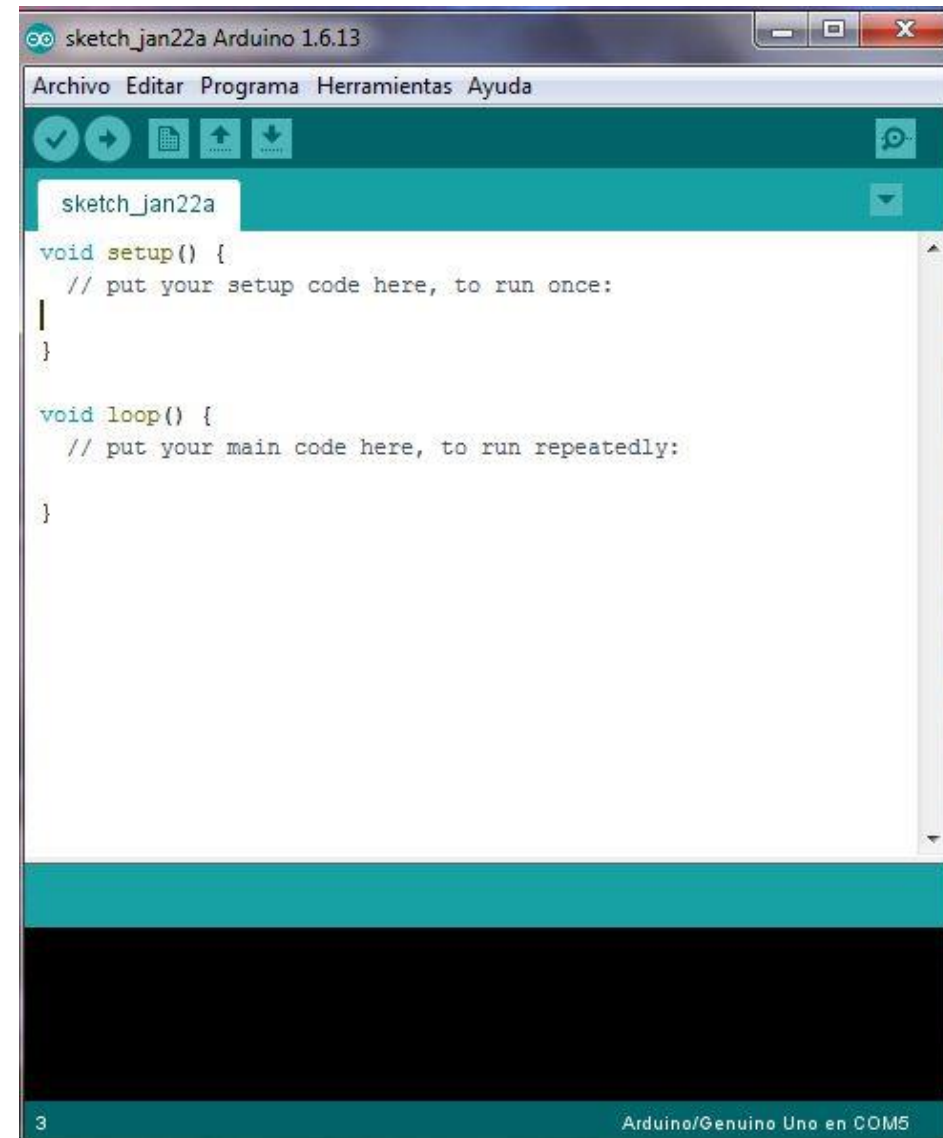 sketch_jan22a Arduino 1.6.13
Archivo Editar Programa Herramientas Ayuda
sketch_jan22a
void setup() {
  // put your setup code here, to run once:
}
void loop() {
  // put your main code here, to run repeatedly:
}
3 Arduino/Genuino Uno en COM5